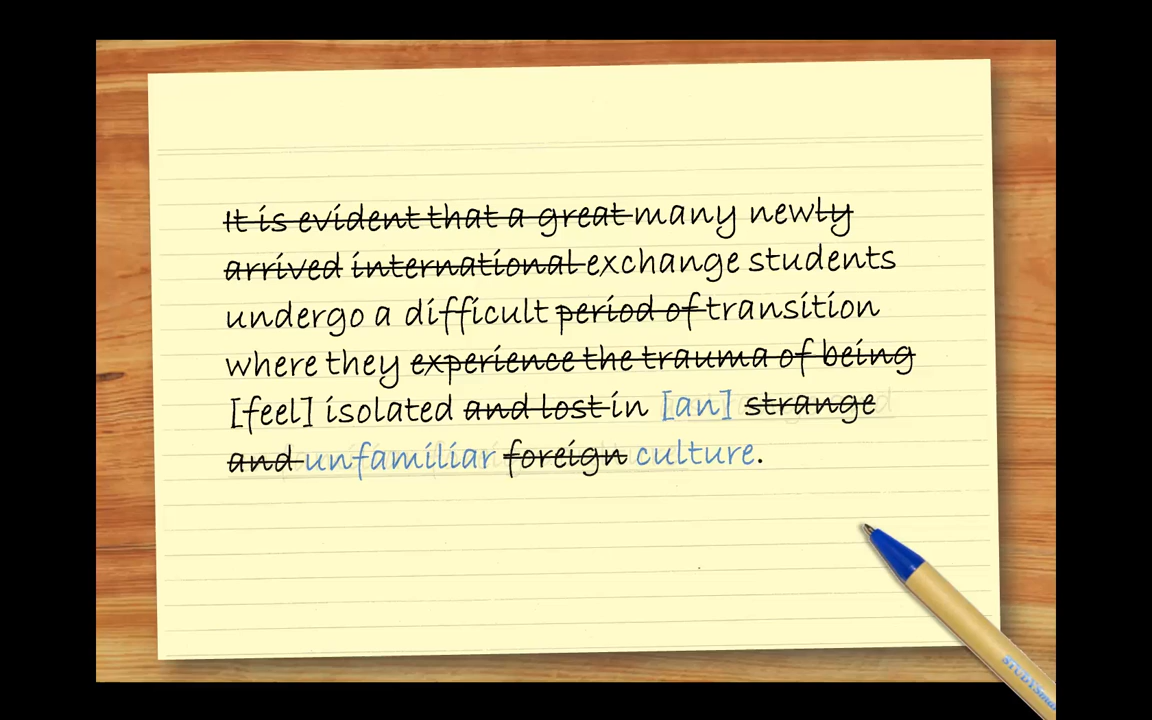 It is evident that a great many newly
arrived international exchange students
undergo a difficult period of transition
where they experience the trauma of being
[feel] isolated and lost in [an] strange
and unfamiliar foreign culture.